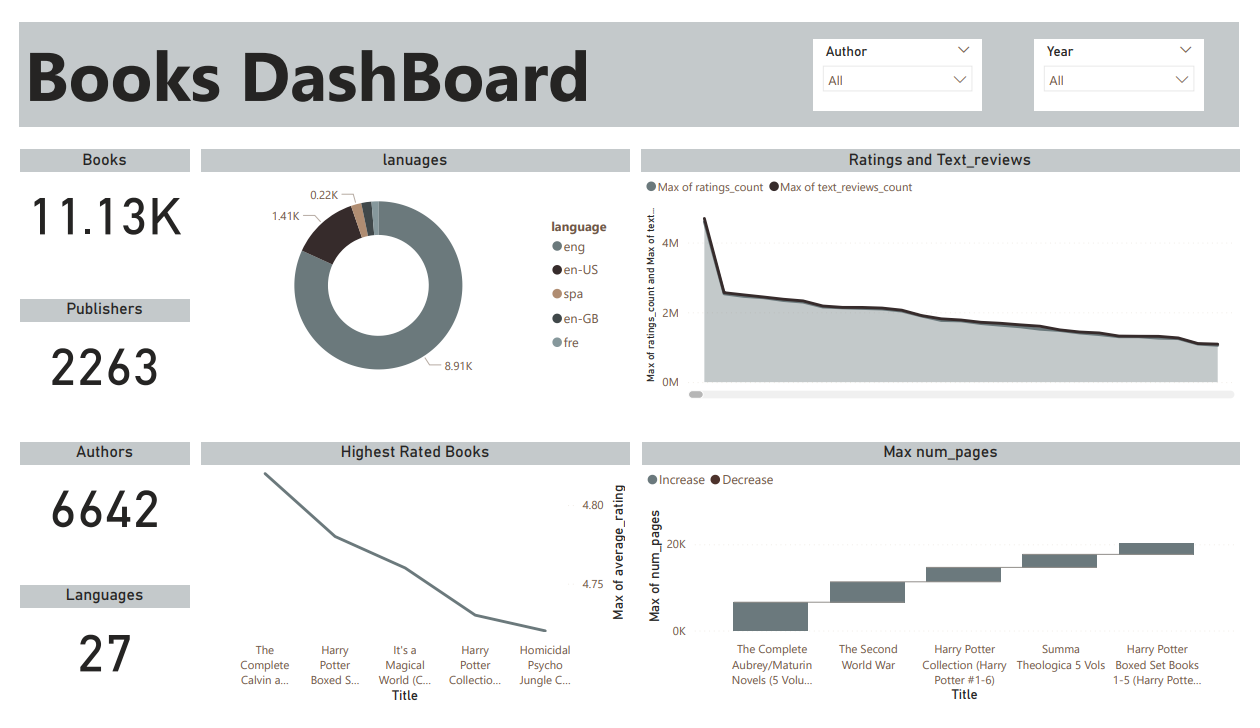 Books DashBoard
Author
All
Year
All
Books
11.13K
Publishers
2263
Authors
6642
Languages
27
lanuages
0.22K
1.41K
8.91K
language
eng
en-US
spa
en-GB
fre
Ratings and Text_reviews
Max of ratings_count Max of text_reviews_count
Max of ratings_count and Max of text...
4M
2M
0M
Highest Rated Books
4.80
4.75
Max of average_rating
The
Complete
Calvin a...
Harry
Potter
Boxed S...
It's a
Magical
World (C...
Harry
Potter
Collectio...
Homicidal
Psycho
Jungle C...
Title
Max num_pages
Increase Decrease
Max of num_pages
20K
0K
The Complete
Aubrey/Maturin
Novels (5 Volu...
The Second
World War
Harry Potter
Collection (Harry
Potter #1-6)
Summa
Theologica 5 Vols
Harry Potter
Boxed Set Books
1-5 (Harry Potte...
Title